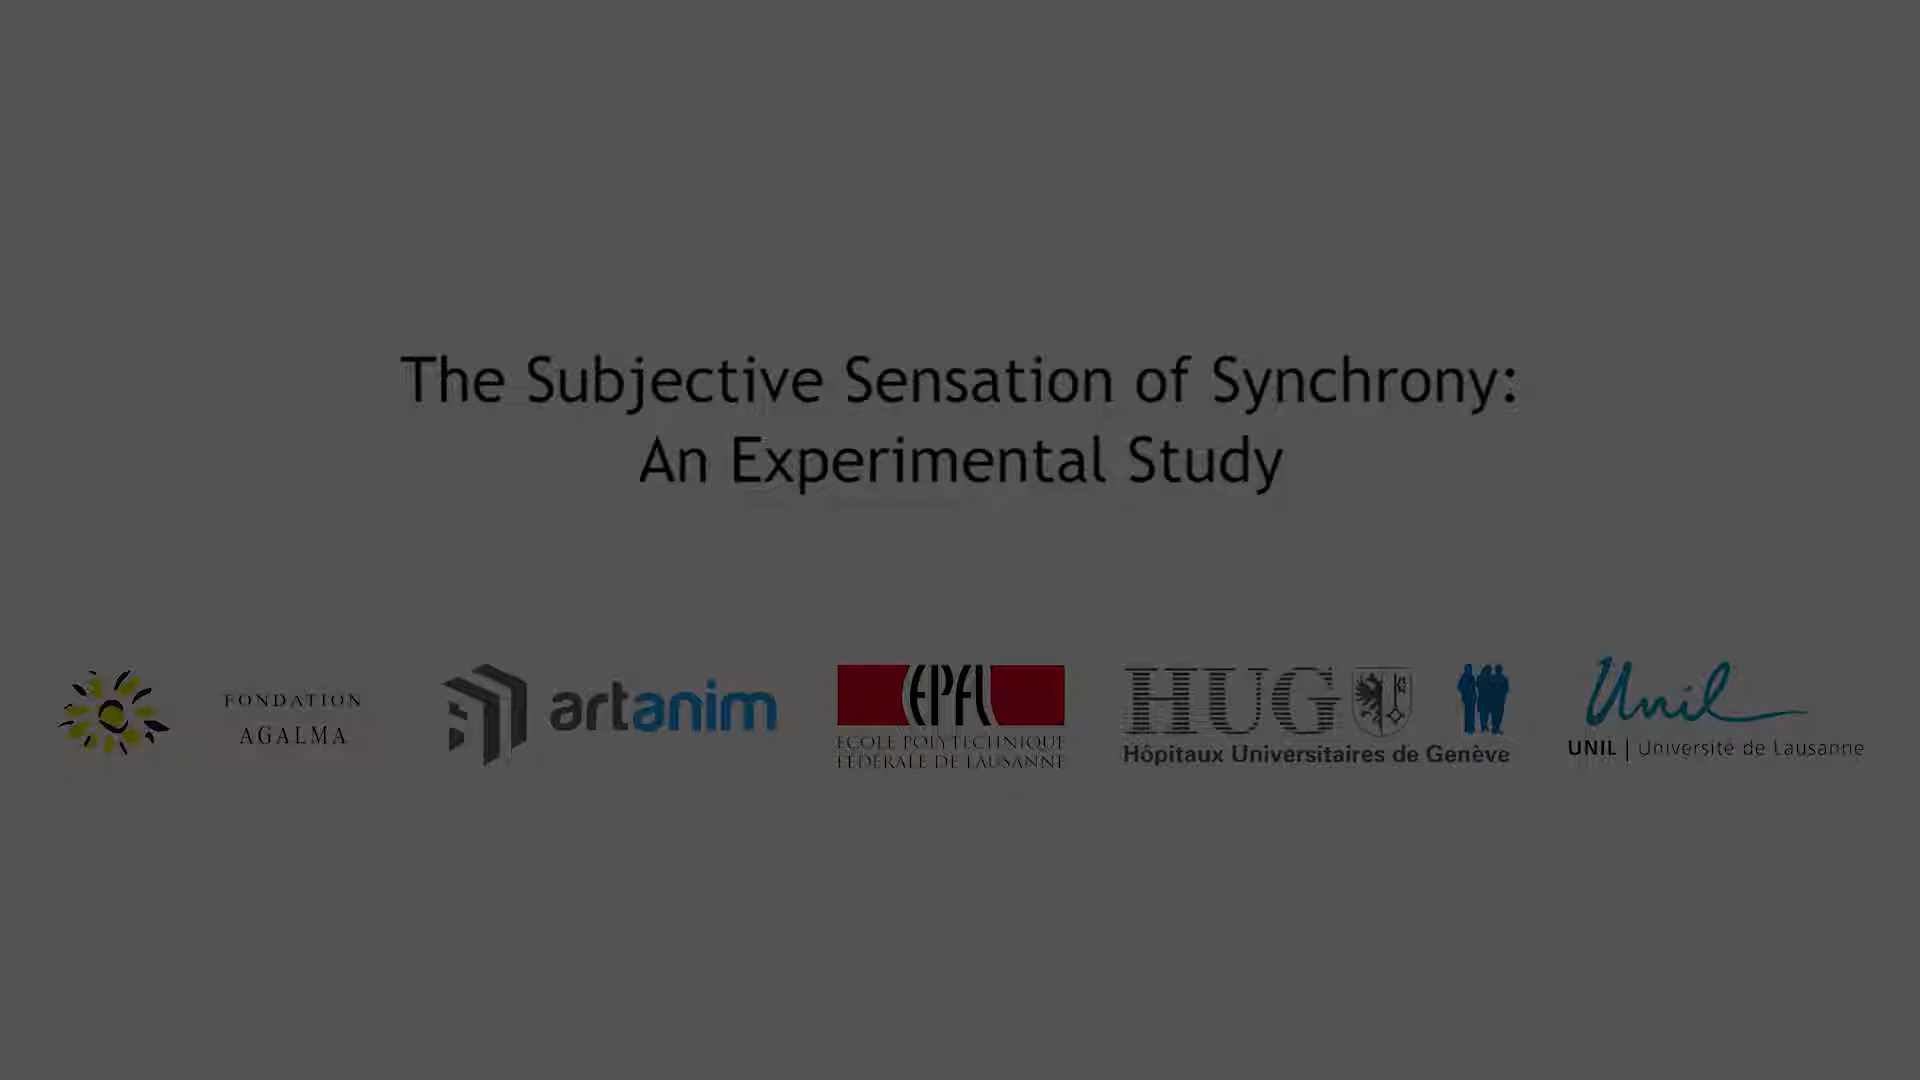 The Subjective Sensation of Synchrony:
An Experimental Study
FONDATION
AGALMA
artanim
EPFL
ECOLE POLYTECHNIQUE
FÉDÉRALE DE LAUSANNE
HUG
Hôpitaux Universitaires de Genève
Unil
UNIL | Université de Lausanne